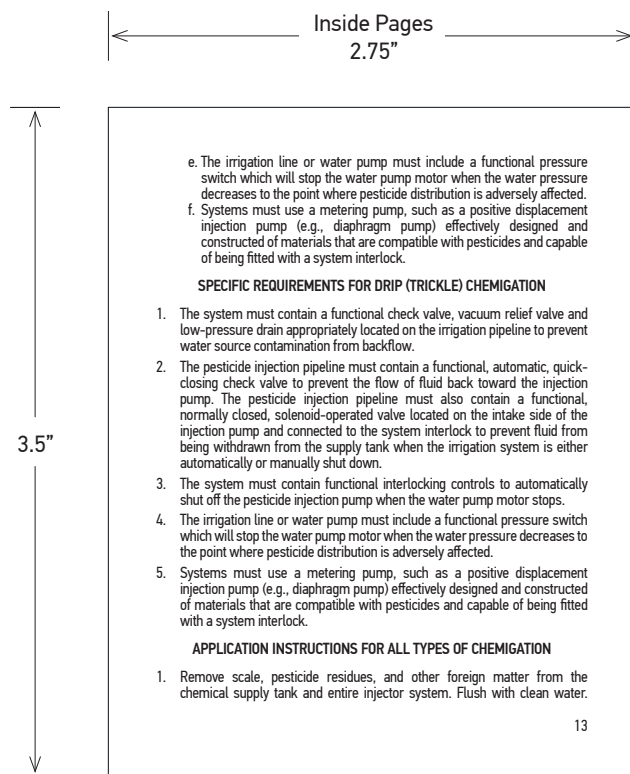 Inside Pages
2.75”
3.5”
e. The irrigation line or water pump must include a functional pressure
switch which will stop the water pump motor when the water pressure
decreases to the point where pesticide distribution is adversely affected.
f. Systems must use a metering pump, such as a positive displacement
injection pump (e.g., diaphragm pump) effectively designed and
constructed of materials that are compatible with pesticides and capable
of being fitted with a system interlock.
SPECIFIC REQUIREMENTS FOR DRIP (TRICKLE) CHEMIGATION
1. The system must contain a functional check valve, vacuum relief valve and
low-pressure drain appropriately located on the irrigation pipeline to prevent
water source contamination from backflow.
2. The pesticide injection pipeline must contain a functional, automatic, quick-
closing check valve to prevent the flow of fluid back toward the injection
pump. The pesticide injection pipeline must also contain a functional,
normally closed, solenoid-operated valve located on the intake side of the
injection pump and connected to the system interlock to prevent fluid from
being withdrawn from the supply tank when the irrigation system is either
automatically or manually shut down.
3. The system must contain functional interlocking controls to automatically
shut off the pesticide injection pump when the water pump motor stops.
4. The irrigation line or water pump must include a functional pressure switch
which will stop the water pump motor when the water pressure decreases to
the point where pesticide distribution is adversely affected.
5. Systems must use a metering pump, such as a positive displacement
injection pump (e.g., diaphragm pump) effectively designed and constructed
of materials that are compatible with pesticides and capable of being fitted
with a system interlock.
APPLICATION INSTRUCTIONS FOR ALL TYPES OF CHEMIGATION
1. Remove scale, pesticide residues, and other foreign matter from the
chemical supply tank and entire injector system. Flush with clean water.
13